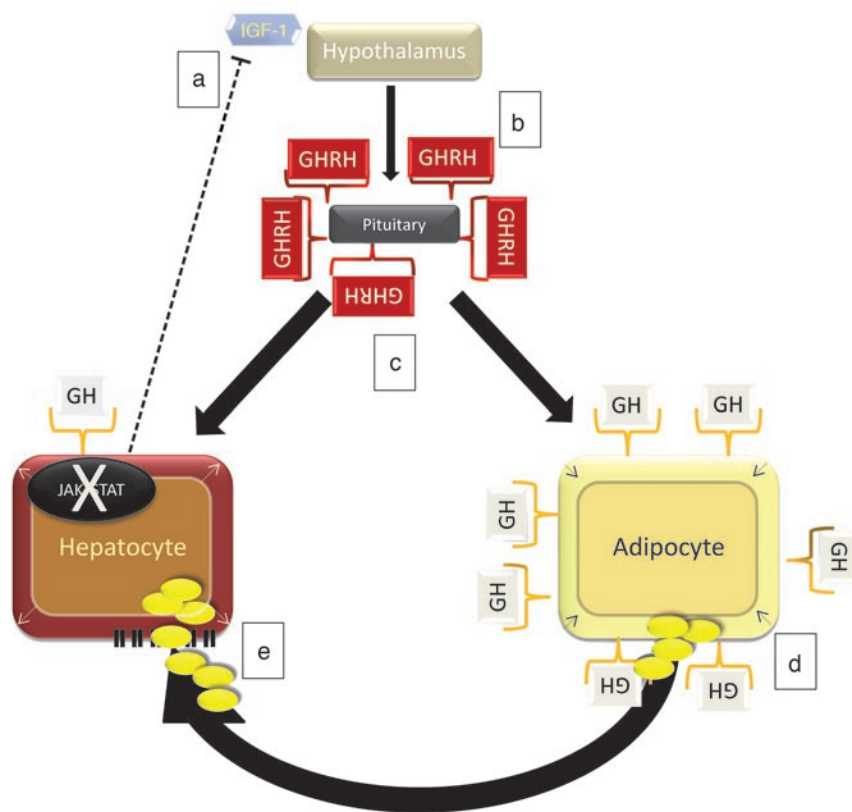 IGF-1
Hypothalamus
a
b
GHRH
GHRH
GHRH
Pituitary
GHRH
GHRH
c
GH
GH
GH
JAK STAT
GH
Hepatocyte
Adipocyte
GH
GH
e
GH
GH
d